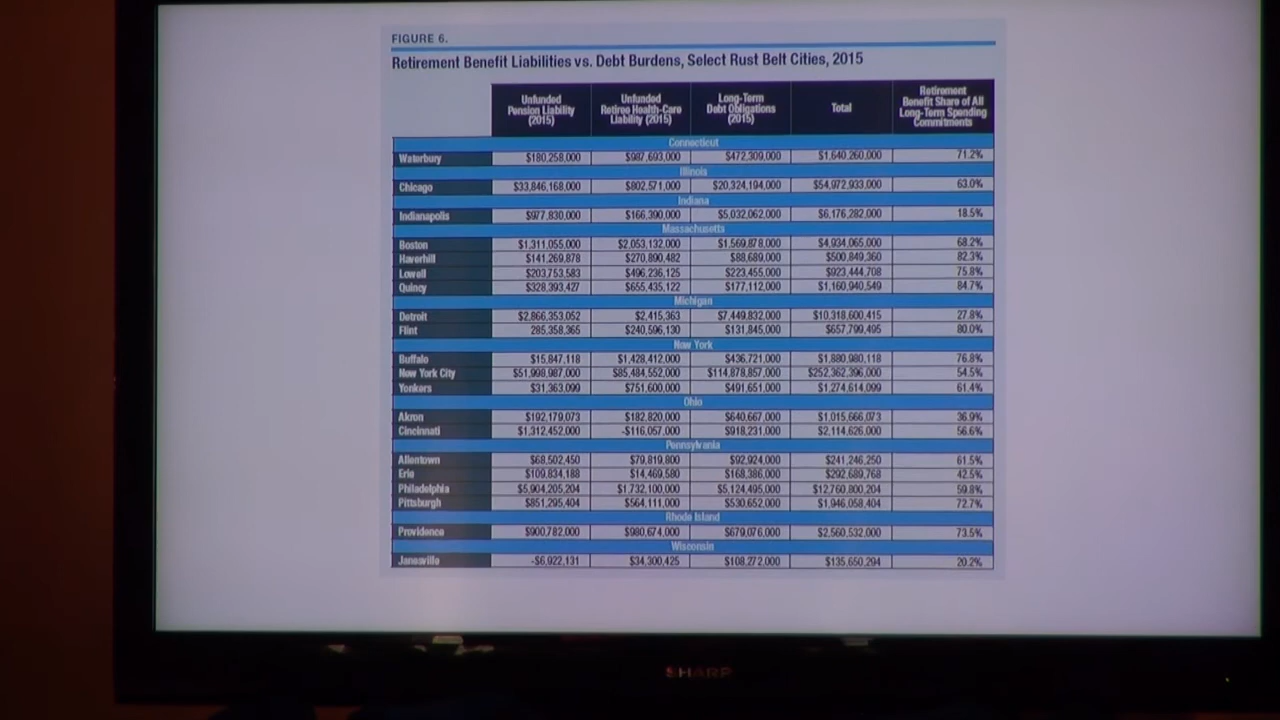 FIGURE 6.
Retirement Benefit Liabilities vs. Debt Burdens, Select Rust Belt Cities, 2015
Unfunded Pension Liability (2015) Unfunded Retiree Health-Care Liability (2015) Long-Term Debt Obligations (2015) Total Retirement Benefit Share of All Long-Term Spending Commitments
Connecticut
Waterbury $180,258,000 $987,693,000 $472,309,000 $1,640,260,000 71.2%
Illinois
Chicago $33,846,168,000 $802,571,000 $20,324,194,000 $54,972,933,000 63.0%
Indiana
Indianapolis $977,830,000 $166,390,000 $5,032,062,000 $6,176,282,000 18.5%
Massachusetts
Boston $1,311,055,000 $2,053,132,000 $1,569,878,000 $4,934,065,000 68.2%
Haverhill $141,269,878 $270,890,482 $88,689,000 $500,849,360 82.3%
Lowell $203,753,583 $496,236,125 $223,455,000 $923,444,708 75.8%
Quincy $328,393,427 $655,435,122 $177,112,000 $1,160,940,549 84.7%
Michigan
Detroit $2,866,353,052 $2,415,363 $7,449,832,000 $10,318,600,415 27.8%
Flint 285,358,365 $240,596,130 $131,845,000 $657,799,495 80.0%
New York
Buffalo $15,847,118 $1,428,412,000 $436,721,000 $1,880,980,118 76.8%
New York City $51,998,987,000 $85,484,552,000 $114,878,857,000 $252,362,396,000 54.5%
Yonkers $31,363,099 $751,600,000 $491,651,000 $1,274,614,099 61.4%
Ohio
Akron $192,179,073 $182,820,000 $640,667,000 $1,015,666,073 36.9%
Cincinnati $1,312,452,000 -$116,057,000 $918,231,000 $2,114,626,000 56.6%
Pennsylvania
Allentown $68,502,450 $79,819,800 $92,924,000 $241,246,250 61.5%
Erie $109,834,188 $14,469,580 $168,386,000 $292,689,768 42.5%
Philadelphia $5,904,205,204 $1,732,100,000 $5,124,495,000 $12,760,800,204 59.8%
Pittsburgh $851,295,404 $564,111,000 $530,652,000 $1,946,058,404 72.7%
Rhode Island
Providence $900,782,000 $980,674,000 $679,076,000 $2,560,532,000 73.5%
Wisconsin
Janesville -$6,922,131 $34,300,425 $108,272,000 $135,650,294 20.2%
SHARP